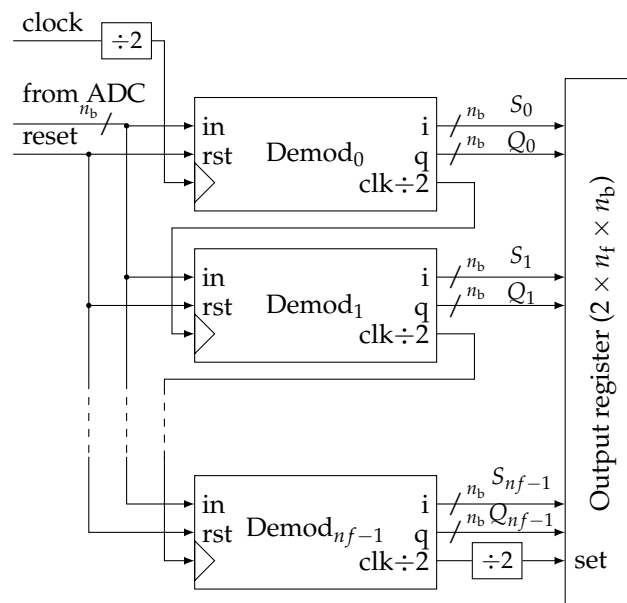 clock
÷2
from ADC
n_b
reset
in
rst
Demod_0
i
q
clk÷2
n_b
S_0
n_b
Q_0
in
rst
Demod_1
i
q
clk÷2
n_b
S_1
n_b
Q_1
in
rst
Demod_{nf−1}
i
q
clk÷2
n_b
S_{nf−1}
n_b
Q_{nf−1}
÷2
set
Output register (2 × n_f × n_b)